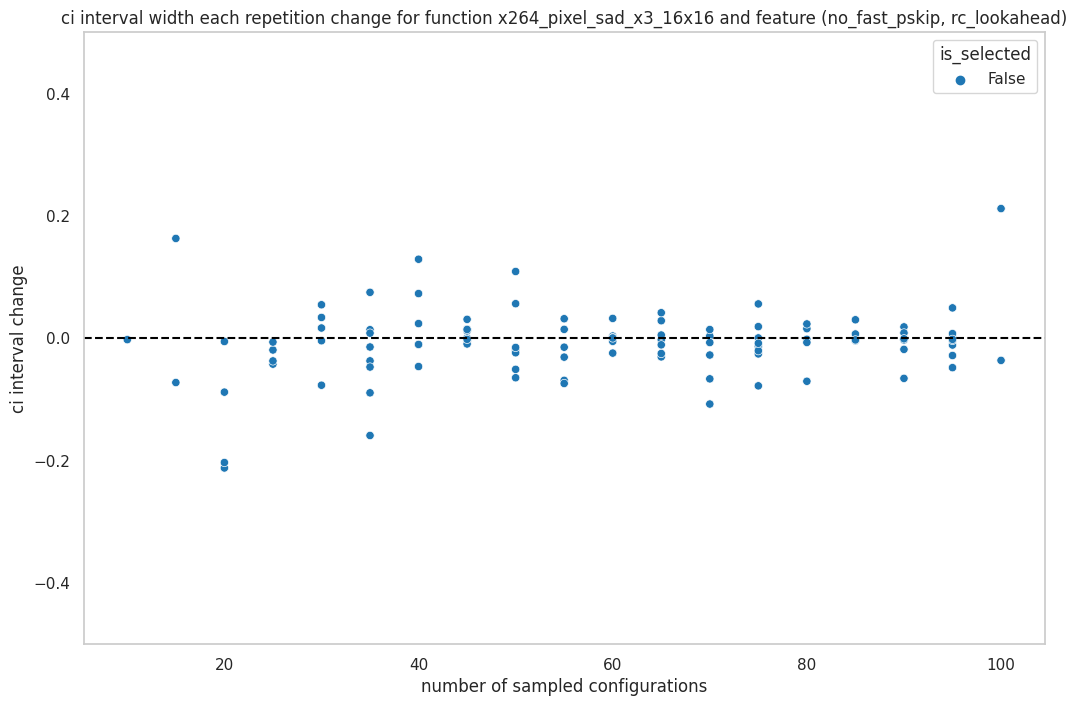 ci interval width each repetition change for function x264_pixel_sad_x3_16x16 and feature (no_fast_pskip, rc_lookahead)
is_selected
False
0.4
0.2
0.0
−0.2
−0.4
ci interval change
20 40 60 80 100
number of sampled configurations